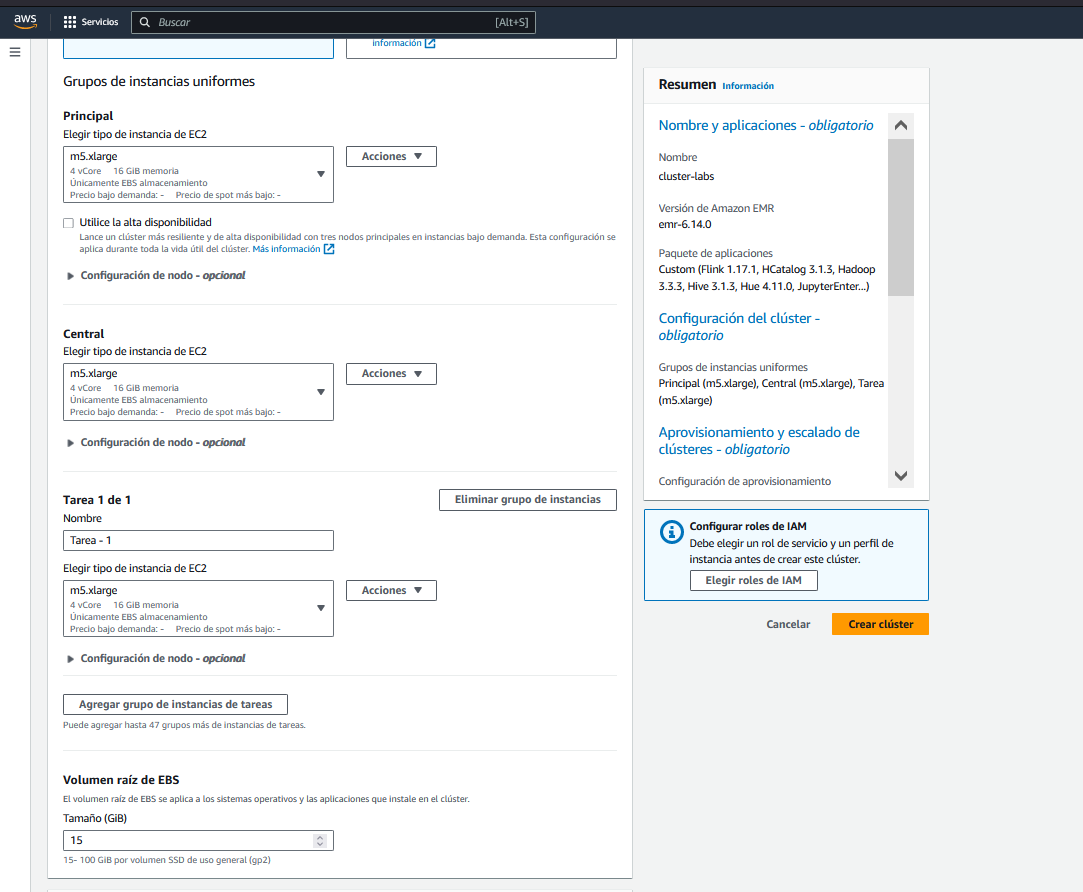 aws
Servicios
Buscar
[Alt+S]
información
Grupos de instancias uniformes
Principal
Elegir tipo de instancia de EC2
m5.xlarge
4 vCore 16 GiB memoria
Únicamente EBS almacenamiento
Precio bajo demanda: - Precio de spot más bajo: -
Acciones
Utilice la alta disponibilidad
Lance un clúster más resiliente y de alta disponibilidad con tres nodos principales en instancias bajo demanda. Esta configuración se
aplica durante toda la vida útil del clúster. Más información
Configuración de nodo - opcional
Central
Elegir tipo de instancia de EC2
m5.xlarge
4 vCore 16 GiB memoria
Únicamente EBS almacenamiento
Precio bajo demanda: - Precio de spot más bajo: -
Acciones
Configuración de nodo - opcional
Tarea 1 de 1
Eliminar grupo de instancias
Nombre
Tarea - 1
Elegir tipo de instancia de EC2
m5.xlarge
4 vCore 16 GiB memoria
Únicamente EBS almacenamiento
Precio bajo demanda: - Precio de spot más bajo: -
Acciones
Configuración de nodo - opcional
Agregar grupo de instancias de tareas
Puede agregar hasta 47 grupos más de instancias de tareas.
Volumen raíz de EBS
El volumen raíz de EBS se aplica a los sistemas operativos y las aplicaciones que instale en el clúster.
Tamaño (GiB)
15
15- 100 GiB por volumen SSD de uso general (gp2)
Resumen Información
Nombre y aplicaciones - obligatorio
Nombre
cluster-labs
Versión de Amazon EMR
emr-6.14.0
Paquete de aplicaciones
Custom (Flink 1.17.1, HCatalog 3.1.3, Hadoop
3.3.3, Hive 3.1.3, Hue 4.11.0, JupyterEnter...)
Configuración del clúster -
obligatorio
Grupos de instancias uniformes
Principal (m5.xlarge), Central (m5.xlarge), Tarea
(m5.xlarge)
Aprovisionamiento y escalado de
clústeres - obligatorio
Configuración de aprovisionamiento
Configurar roles de IAM
Debe elegir un rol de servicio y un perfil de
instancia antes de crear este clúster.
Elegir roles de IAM
Cancelar
Crear clúster